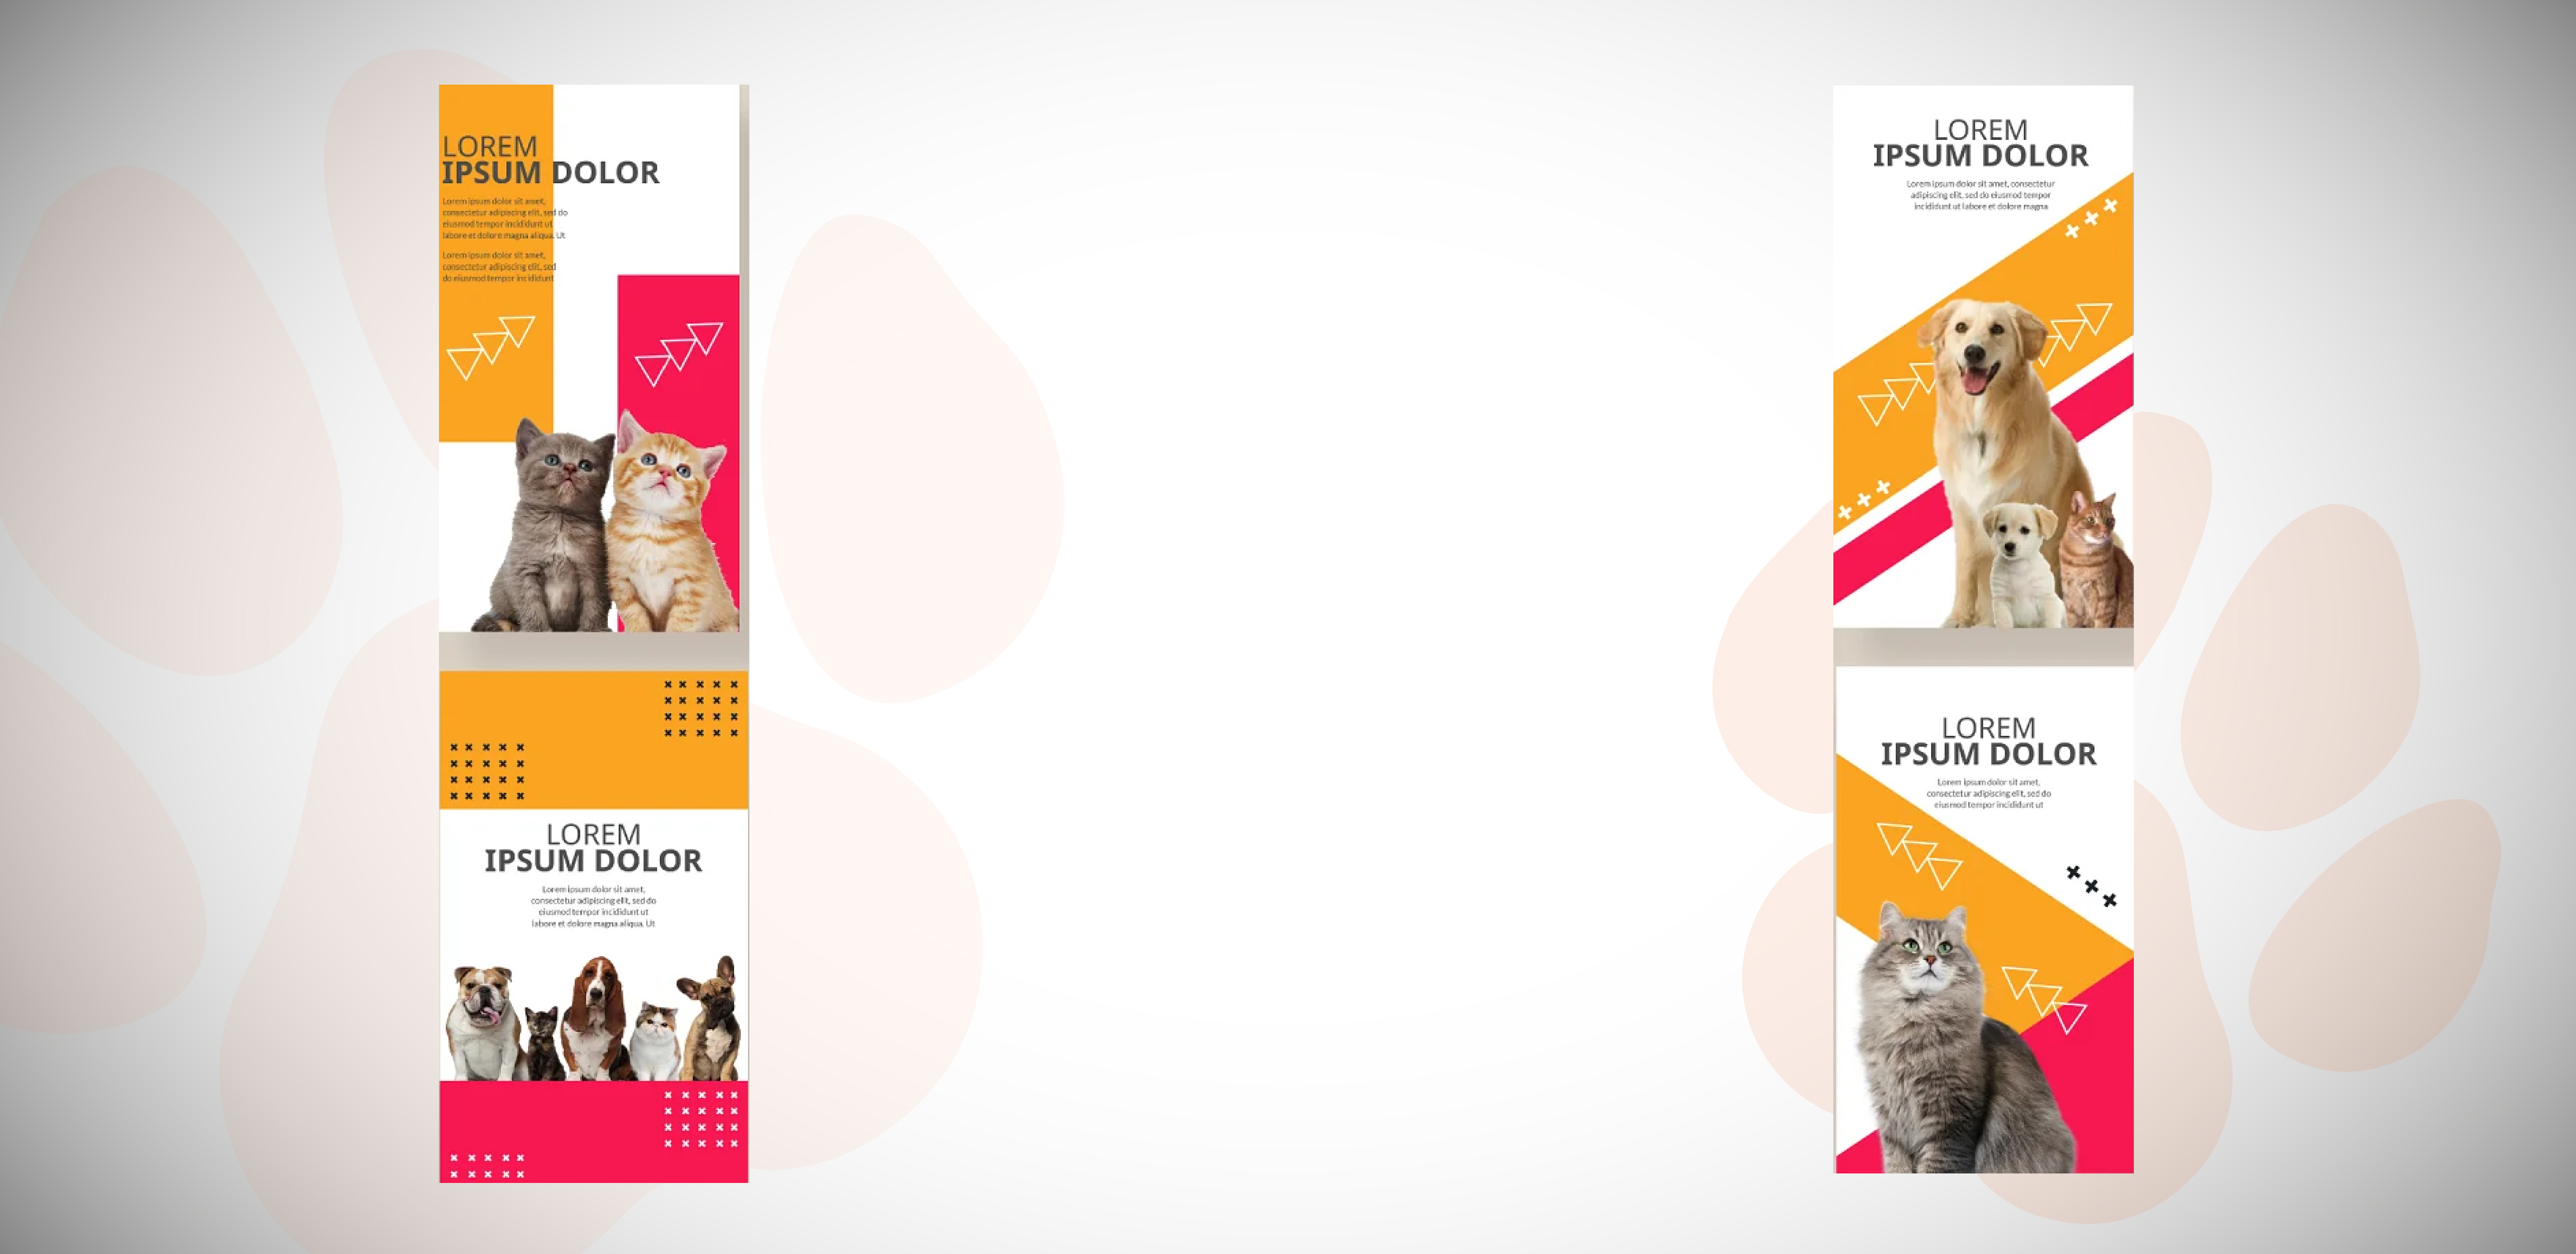 LOREM
IPSUM DOLOR
Lorem ipsum dolor sit amet,
consectetur adipiscing elit, sed do
eiusmod tempor incididunt ut
labore et dolore magna aliqua. Ut
Lorem ipsum dolor sit amet,
consectetur adipiscing elit, sed
do eiusmod tempor incididunt
LOREM
IPSUM DOLOR
Lorem ipsum dolor sit amet,
consectetur adipiscing elit, sed do
eiusmod tempor incididunt ut
labore et dolore magna aliqua. Ut
LOREM
IPSUM DOLOR
Lorem ipsum dolor sit amet, consectetur
adipiscing elit, sed do eiusmod tempor
incididunt ut labore et dolore magna
LOREM
IPSUM DOLOR
Lorem ipsum dolor sit amet,
consectetur adipiscing elit, sed do
eiusmod tempor incididunt ut